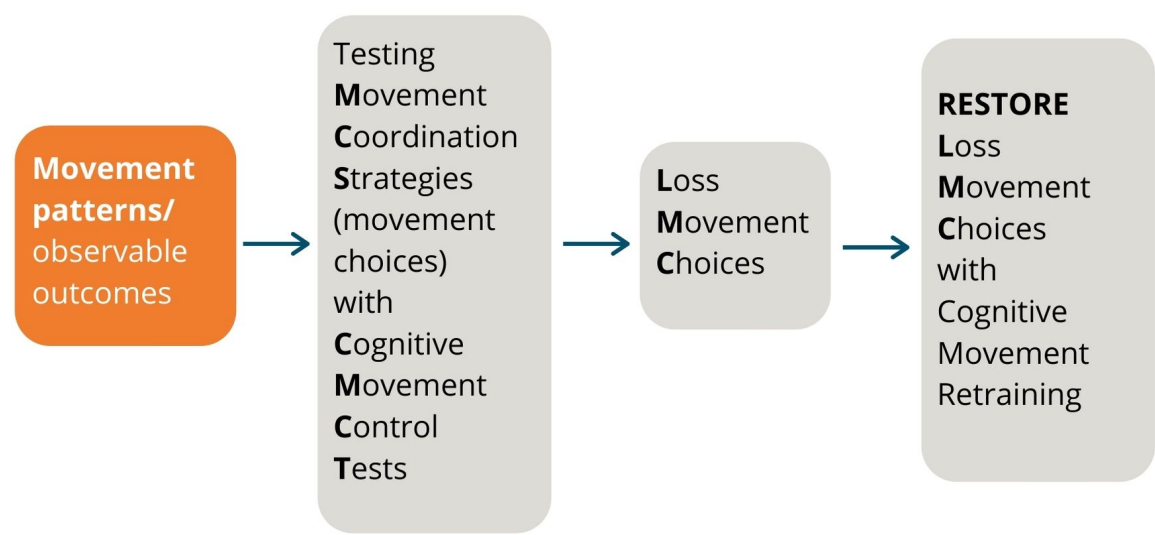 Movement
patterns/
observable
outcomes
Testing
Movement
Coordination
Strategies
(movement
choices)
with
Cognitive
Movement
Control
Tests
Loss
Movement
Choices
RESTORE
Loss
Movement
Choices
with
Cognitive
Movement
Retraining